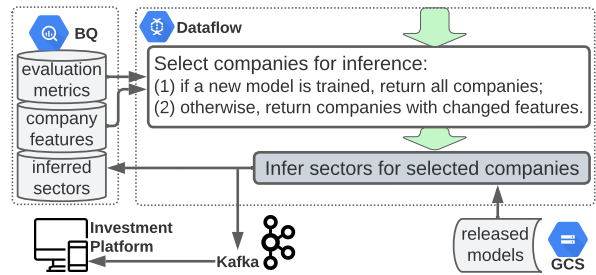 BQ
evaluation
metrics
company
features
inferred
sectors
Dataflow
Select companies for inference:
(1) if a new model is trained, return all companies;
(2) otherwise, return companies with changed features.
Infer sectors for selected companies
Investment
Platform
Kafka
released
models
GCS